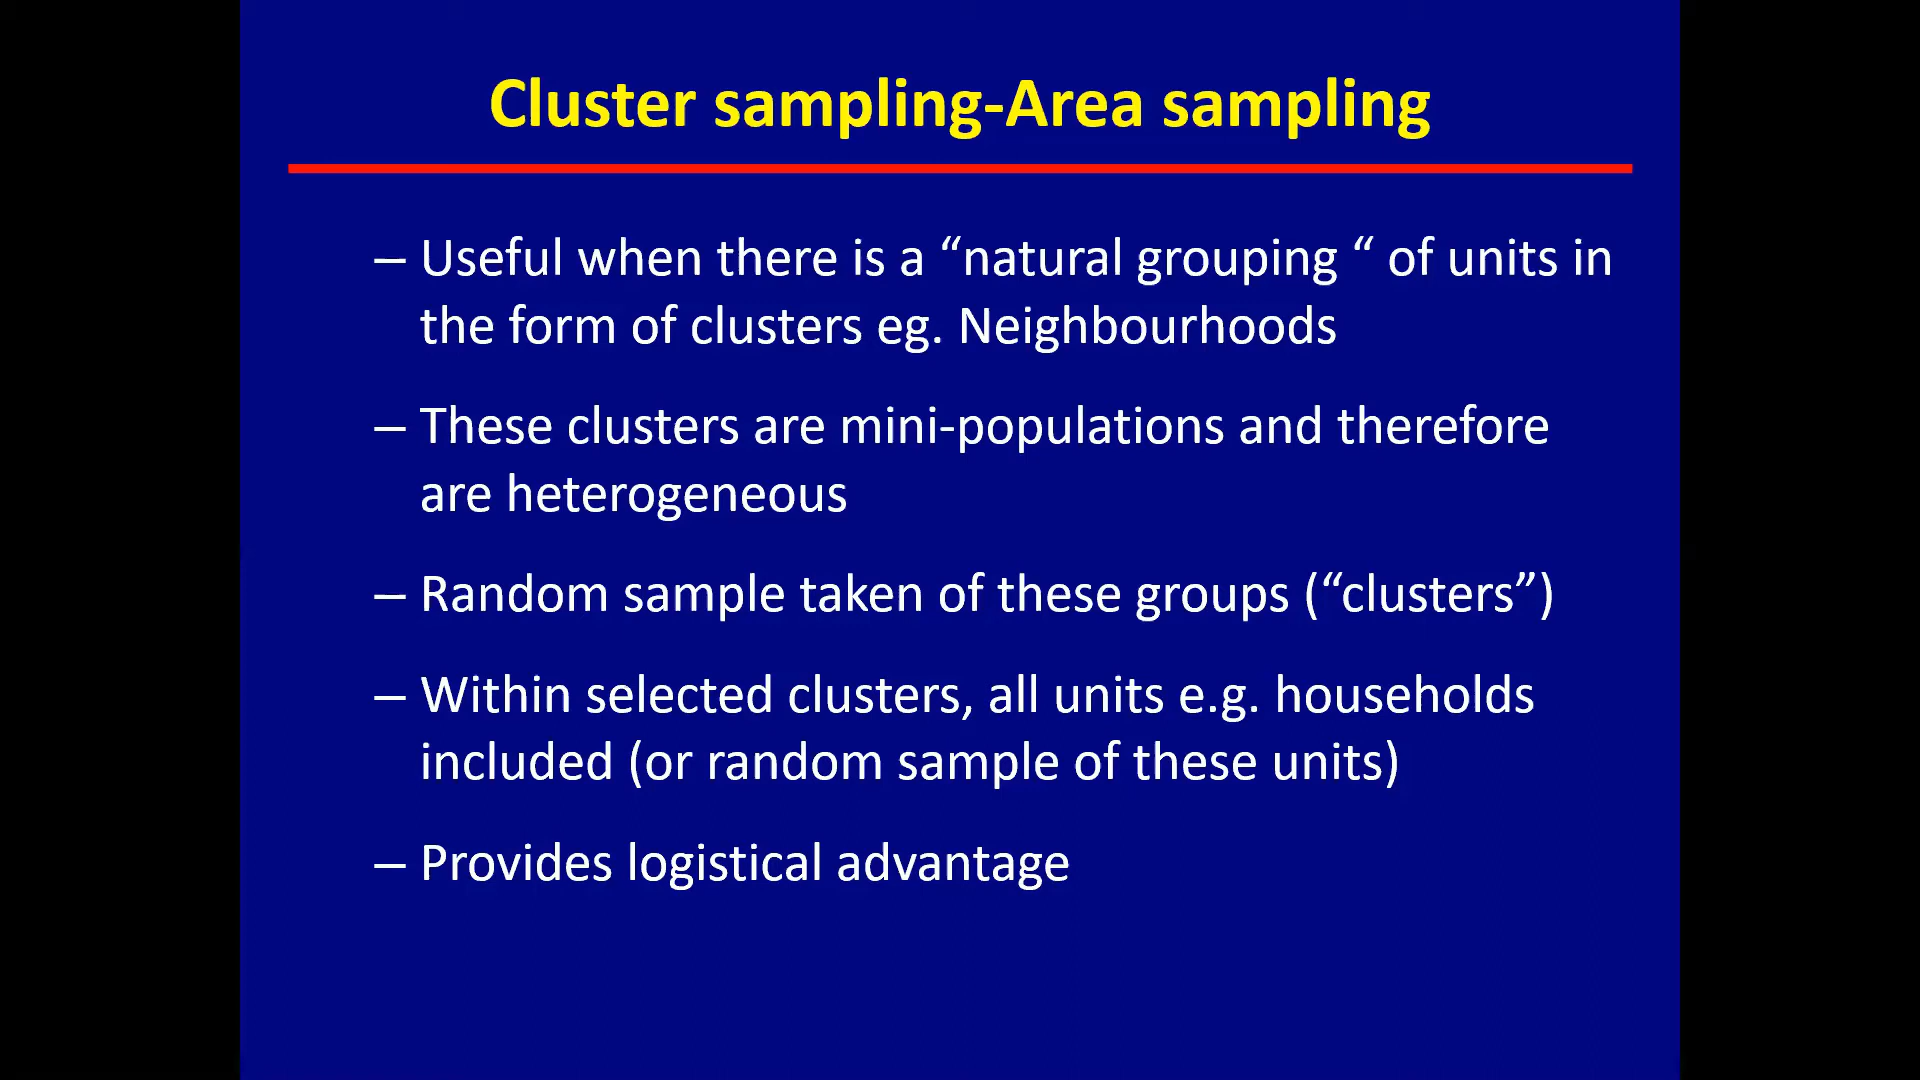 Cluster sampling-Area sampling
– Useful when there is a “natural grouping “ of units in
the form of clusters eg. Neighbourhoods
– These clusters are mini-populations and therefore
are heterogeneous
– Random sample taken of these groups (“clusters”)
– Within selected clusters, all units e.g. households
included (or random sample of these units)
– Provides logistical advantage